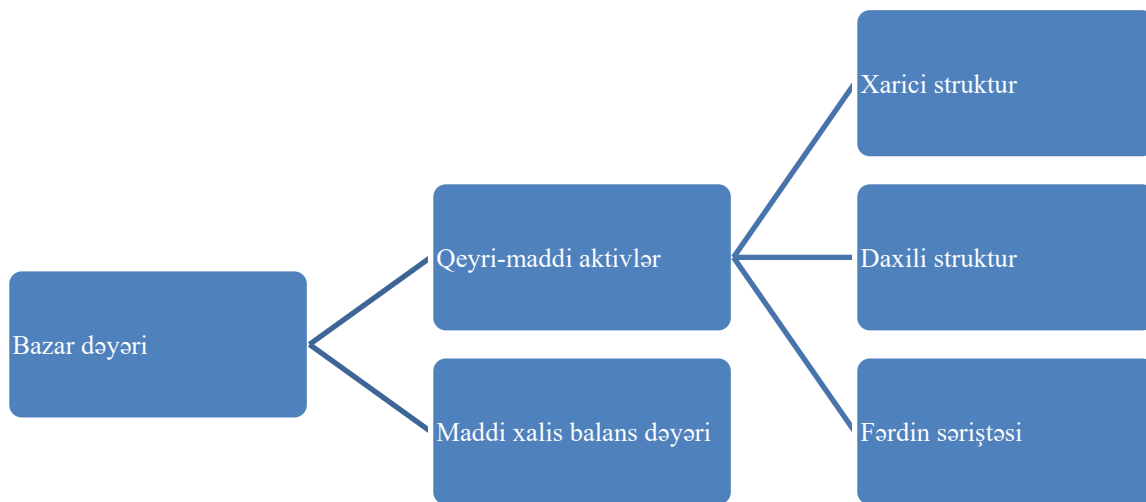 Bazar dəyəri
Qeyri-maddi aktivlər
Maddi xalis balans dəyəri
Xarici struktur
Daxili struktur
Fərdin səriştəsi